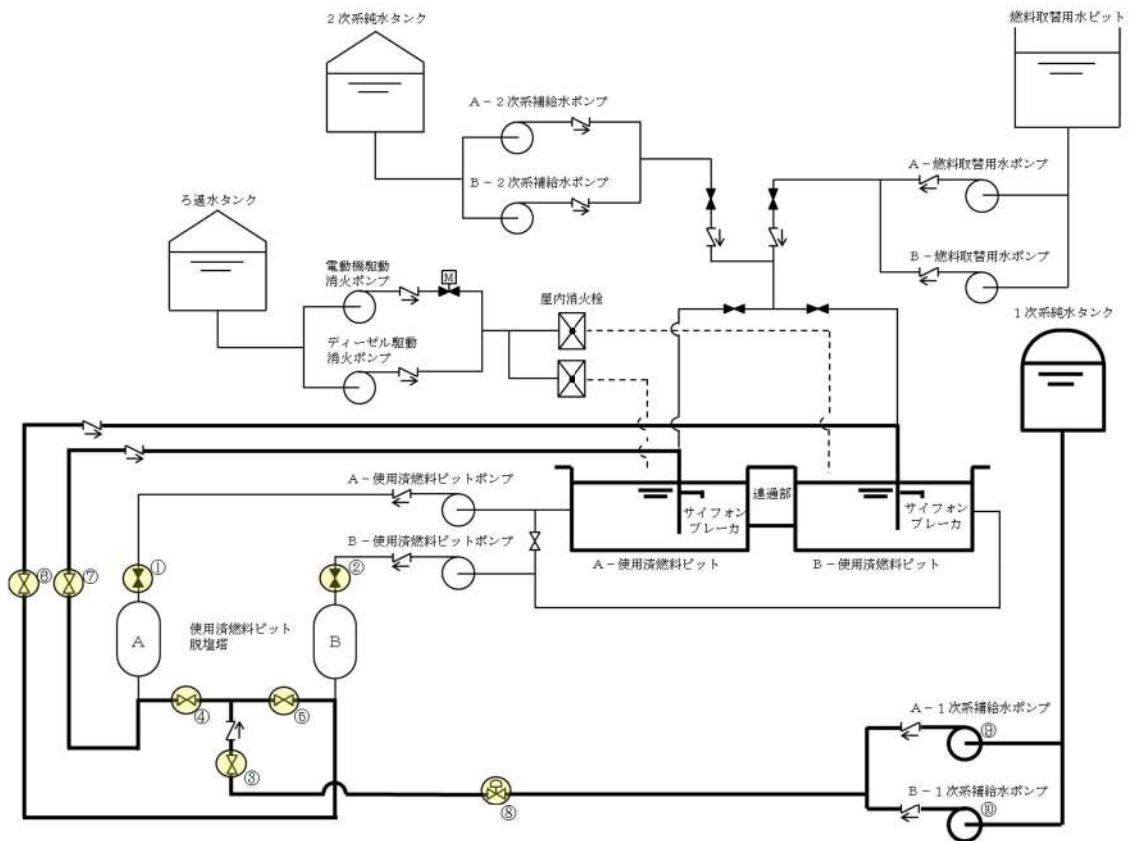 2次系純水タンク
燃料取替用水ピット
A-2次系補給水ポンプ
A-燃料取替用水ポンプ
B-2次系補給水ポンプ
ろ過水タンク
B-燃料取替用水ポンプ
電動機駆動
消火ポンプ
M
屋内消火栓
1次系純水タンク
ディーゼル駆動
消火ポンプ
A-使用済燃料ピットポンプ
連通部
サイフォン
ブレーカ
サイフォン
ブレーカ
B-使用済燃料ピットポンプ
A-使用済燃料ピット
B-使用済燃料ピット
⑥
⑦
①
②
A
使用済燃料ピット
脱塩塔
B
④
⑤
③
A-1次系補給水ポンプ
⑨
⑧
B-1次系補給水ポンプ
⑩